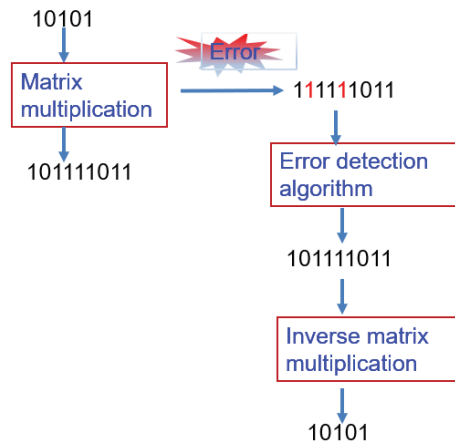 10101
Error
Matrix
multiplication
111111011
101111011
Error detection
algorithm
101111011
Inverse matrix
multiplication
10101